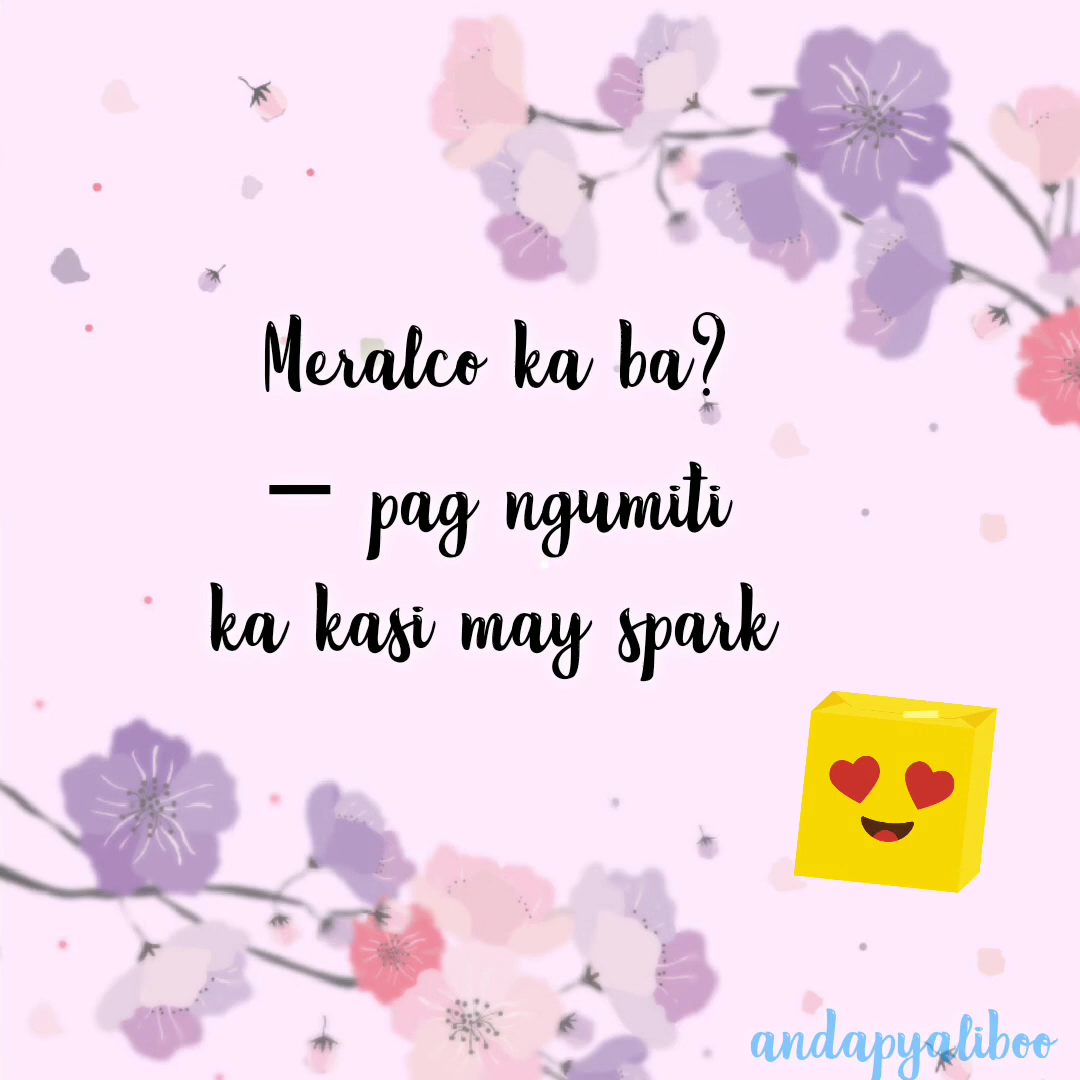 Meralco ka ba?
— pag ngumiti
ka kasi may spark
andapyaliboo